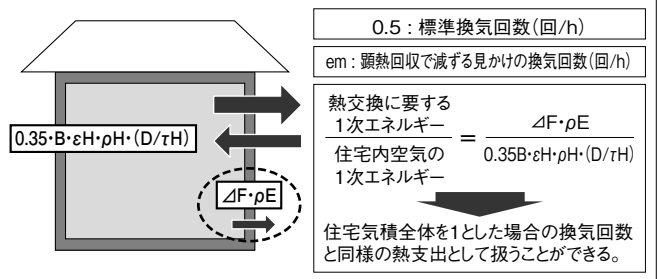 0.5：標準換気回数(回/h)
em：顕熱回収で減ずる見かけの換気回数(回/h)
0.35・B・εH・ρH・(D/τH)
⊿F・ρE
熱交換に要する
1次エネルギー
住宅内空気の
1次エネルギー
=
⊿F・ρE
0.35B・εH・ρH・(D/τH)
住宅気積全体を1とした場合の換気回数
と同様の熱支出として扱うことができる。